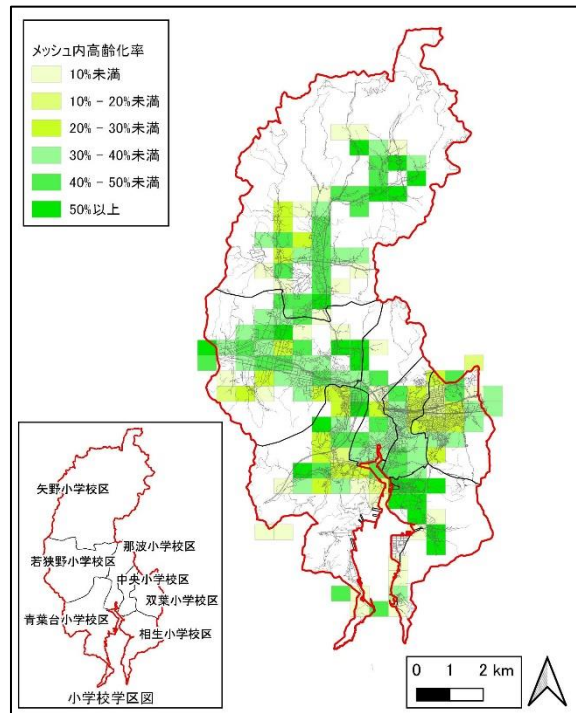 メッシュ内高齢化率
10%未満
10% - 20%未満
20% - 30%未満
30% - 40%未満
40% - 50%未満
50%以上
矢野小学校区
那波小学校区
若狭野小学校区
中央小学校区
双葉小学校区
青葉台小学校区
相生小学校区
小学校学区図
0 1 2 km